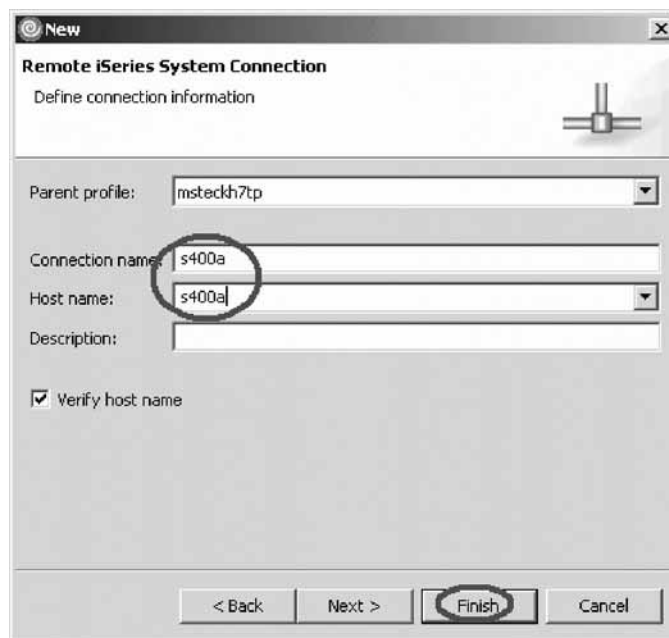 New
Remote iSeries System Connection
Define connection information
Parent profile: msteckh7tp
Connection name: s400a
Host name: s400a
Description:
Verify host name
< Back Next > Finish Cancel